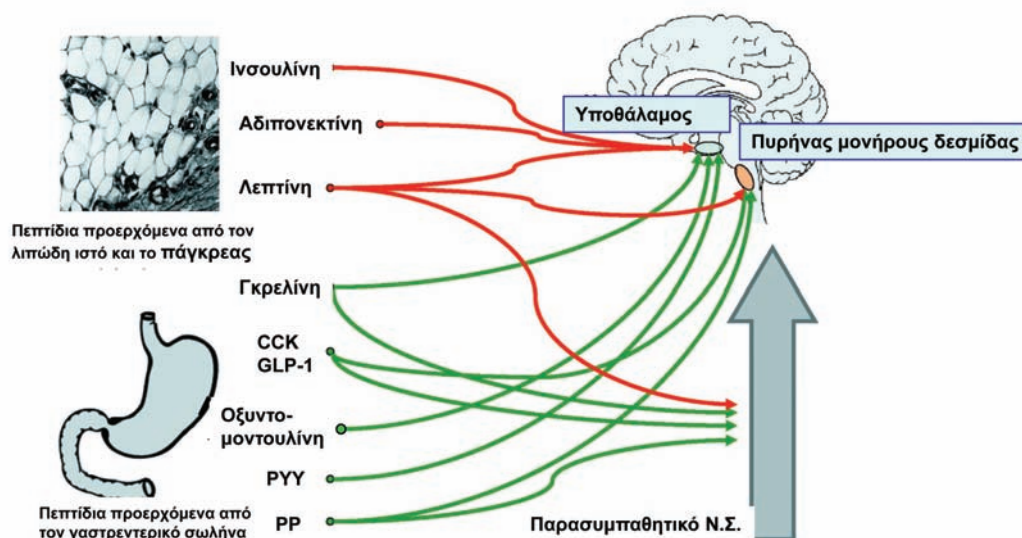 Ινσουλίνη
Αδιπονεκτίνη
Λεπτίνη
Πεπτίδια προερχόμενα από τον
λιπώδη ιστό και το πάγκρεας
Υποθάλαμος
Πυρήνας μονήρους δεσμίδας
Γκρελίνη
CCK
GLP-1
Οξυντο-
μοντουλίνη
PYY
PP
Πεπτίδια προερχόμενα από
τον γαστρεντερικό σωλήνα
Παρασυμπαθητικό Ν.Σ.